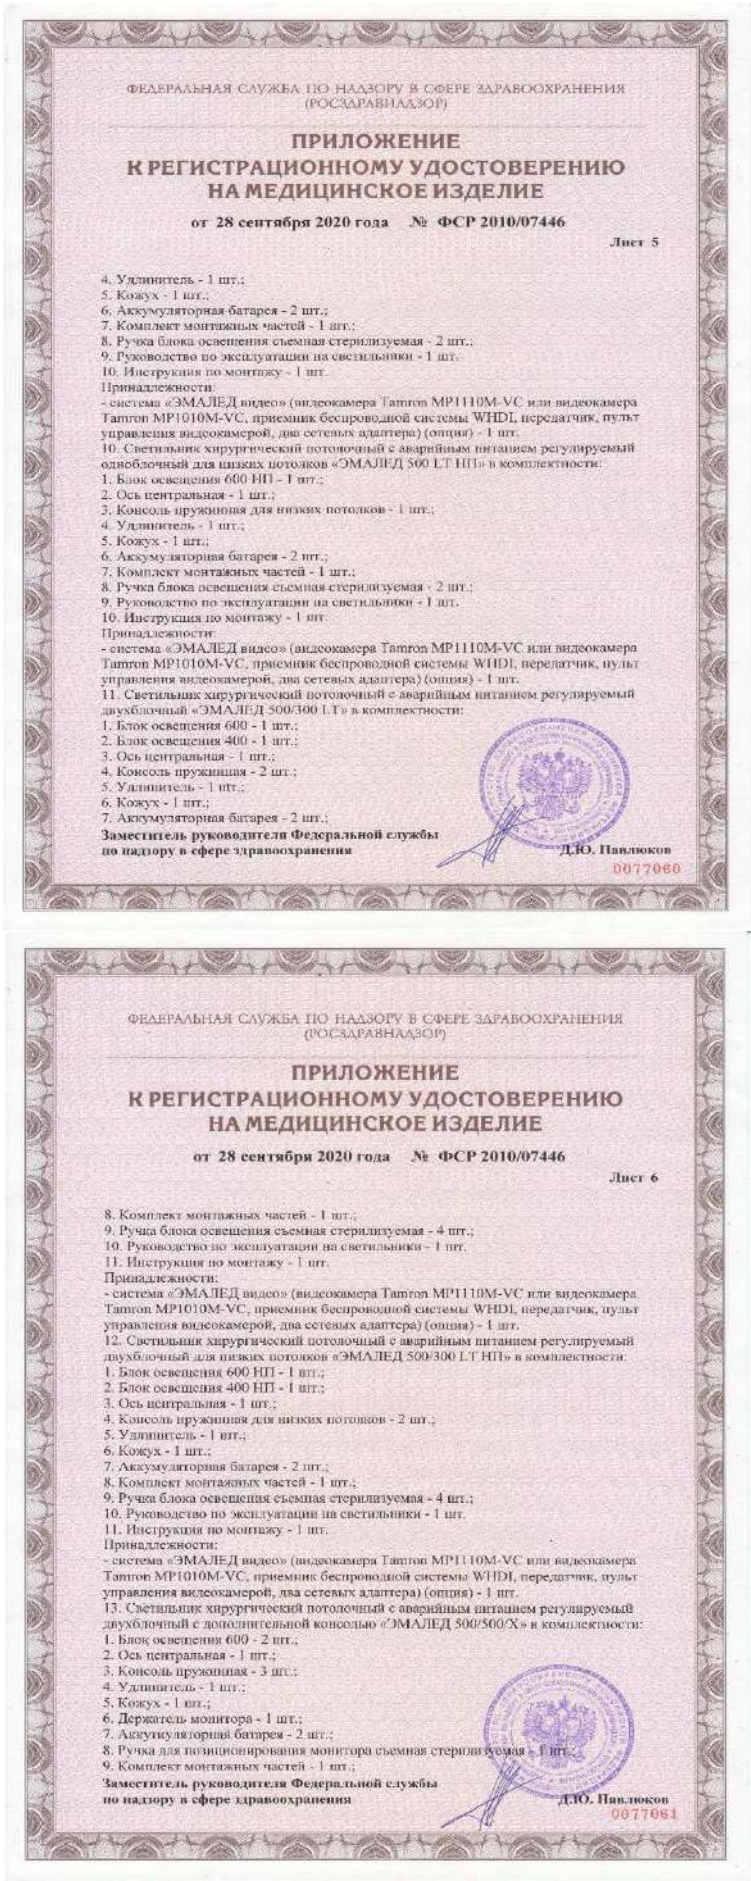 ФЕДЕРАЛЬНАЯ СЛУЖБА ПО НАДЗОРУ В СФЕРЕ ЗДРАВООХРАНЕНИЯ
(РОСЗДРАВНАДЗОР)
ПРИЛОЖЕНИЕ
К РЕГИСТРАЦИОННОМУ УДОСТОВЕРЕНИЮ
НА МЕДИЦИНСКОЕ ИЗДЕЛИЕ
от 28 сентября 2020 года № ФСР 2010/07446
Лист 5
4. Удлинитель - 1 шт.;
5. Кожух - 1 шт.;
6. Аккумуляторная батарея - 2 шт.;
7. Комплект монтажных частей - 1 шт.;
8. Ручка блока освещения съемная стерилизуемая - 2 шт.;
9. Руководство по эксплуатации на светильники - 1 шт.
10. Инструкция по монтажу - 1 шт.
Принадлежности:
- система «ЭМАЛЕД видео» (видеокамера Tamron MP1110M-VC или видеокамера
Tamron MP1010M-VC, приемник беспроводной системы WHDI, передатчик, пульт
управления видеокамерой, два сетевых адаптера) (опция) - 1 шт.
10. Светильник хирургический потолочный с аварийным питанием регулируемый
одноблочный для низких потолков «ЭМАЛЕД 500 LT НП» в комплектности:
1. Блок освещения 600 НП - 1 шт.;
2. Ось центральная - 1 шт.;
3. Консоль пружинная для низких потолков - 1 шт.;
4. Удлинитель - 1 шт.;
5. Кожух - 1 шт.;
6. Аккумуляторная батарея - 2 шт.;
7. Комплект монтажных частей - 1 шт.;
8. Ручка блока освещения съемная стерилизуемая - 2 шт.;
9. Руководство по эксплуатации на светильники - 1 шт.
10. Инструкция по монтажу - 1 шт.
Принадлежности:
- система «ЭМАЛЕД видео» (видеокамера Tamron MP1110M-VC или видеокамера
Tamron MP1010M-VC, приемник беспроводной системы WHDI, передатчик, пульт
управления видеокамерой, два сетевых адаптера) (опция) - 1 шт.
11. Светильник хирургический потолочный с аварийным питанием регулируемый
двухблочный «ЭМАЛЕД 500/300 LT» в комплектности:
1. Блок освещения 600 - 1 шт.;
2. Блок освещения 400 - 1 шт.;
3. Ось центральная - 1 шт.;
4. Консоль пружинная - 2 шт.;
5. Удлинитель - 1 шт.;
6. Кожух - 1 шт.;
7. Аккумуляторная батарея - 2 шт.;
Заместитель руководителя Федеральной службы
по надзору в сфере здравоохранения
Д.Ю. Павлюков
0077060
ФЕДЕРАЛЬНАЯ СЛУЖБА ПО НАДЗОРУ В СФЕРЕ ЗДРАВООХРАНЕНИЯ
(РОСЗДРАВНАДЗОР)
ПРИЛОЖЕНИЕ
К РЕГИСТРАЦИОННОМУ УДОСТОВЕРЕНИЮ
НА МЕДИЦИНСКОЕ ИЗДЕЛИЕ
от 28 сентября 2020 года № ФСР 2010/07446
Лист 6
8. Комплект монтажных частей - 1 шт.;
9. Ручка блока освещения съемная стерилизуемая - 4 шт.;
10. Руководство по эксплуатации на светильники - 1 шт.
11. Инструкция по монтажу - 1 шт.
Принадлежности:
- система «ЭМАЛЕД видео» (видеокамера Tamron MP1110M-VC или видеокамера
Tamron MP1010M-VC, приемник беспроводной системы WHDI, передатчик, пульт
управления видеокамерой, два сетевых адаптера) (опция) - 1 шт.
12. Светильник хирургический потолочный с аварийным питанием регулируемый
двухблочный для низких потолков «ЭМАЛЕД 500/300 LT НП» в комплектности:
1. Блок освещения 600 НП - 1 шт.;
2. Блок освещения 400 НП - 1 шт.;
3. Ось центральная - 1 шт.;
4. Консоль пружинная для низких потолков - 2 шт.;
5. Удлинитель - 1 шт.;
6. Кожух - 1 шт.;
7. Аккумуляторная батарея - 2 шт.;
8. Комплект монтажных частей - 1 шт.;
9. Ручка блока освещения съемная стерилизуемая - 4 шт.;
10. Руководство по эксплуатации на светильники - 1 шт.
11. Инструкция по монтажу - 1 шт.
Принадлежности:
- система «ЭМАЛЕД видео» (видеокамера Tamron MP1110M-VC или видеокамера
Tamron MP1010M-VC, приемник беспроводной системы WHDI, передатчик, пульт
управления видеокамерой, два сетевых адаптера) (опция) - 1 шт.
13. Светильник хирургический потолочный с аварийным питанием регулируемый
двухблочный с дополнительной консолью «ЭМАЛЕД 500/500/Х» в комплектности:
1. Блок освещения 600 - 2 шт.;
2. Ось центральная - 1 шт.;
3. Консоль пружинная - 3 шт.;
4. Удлинитель - 1 шт.;
5. Кожух - 1 шт.;
6. Держатель монитора - 1 шт.;
7. Аккумуляторная батарея - 2 шт.;
8. Ручка для позиционирования монитора съемная стерилизуемая - 1 шт.;
9. Комплект монтажных частей - 1 шт.;
Заместитель руководителя Федеральной службы
по надзору в сфере здравоохранения
Д.Ю. Павлюков
0077061